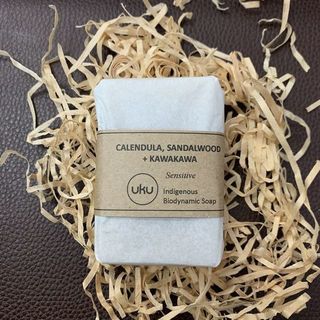 CALENDULA, SANDALWOOD
+ KAWAKAWA
Sensitive
uku
Indigenous
Biodynamic Soap